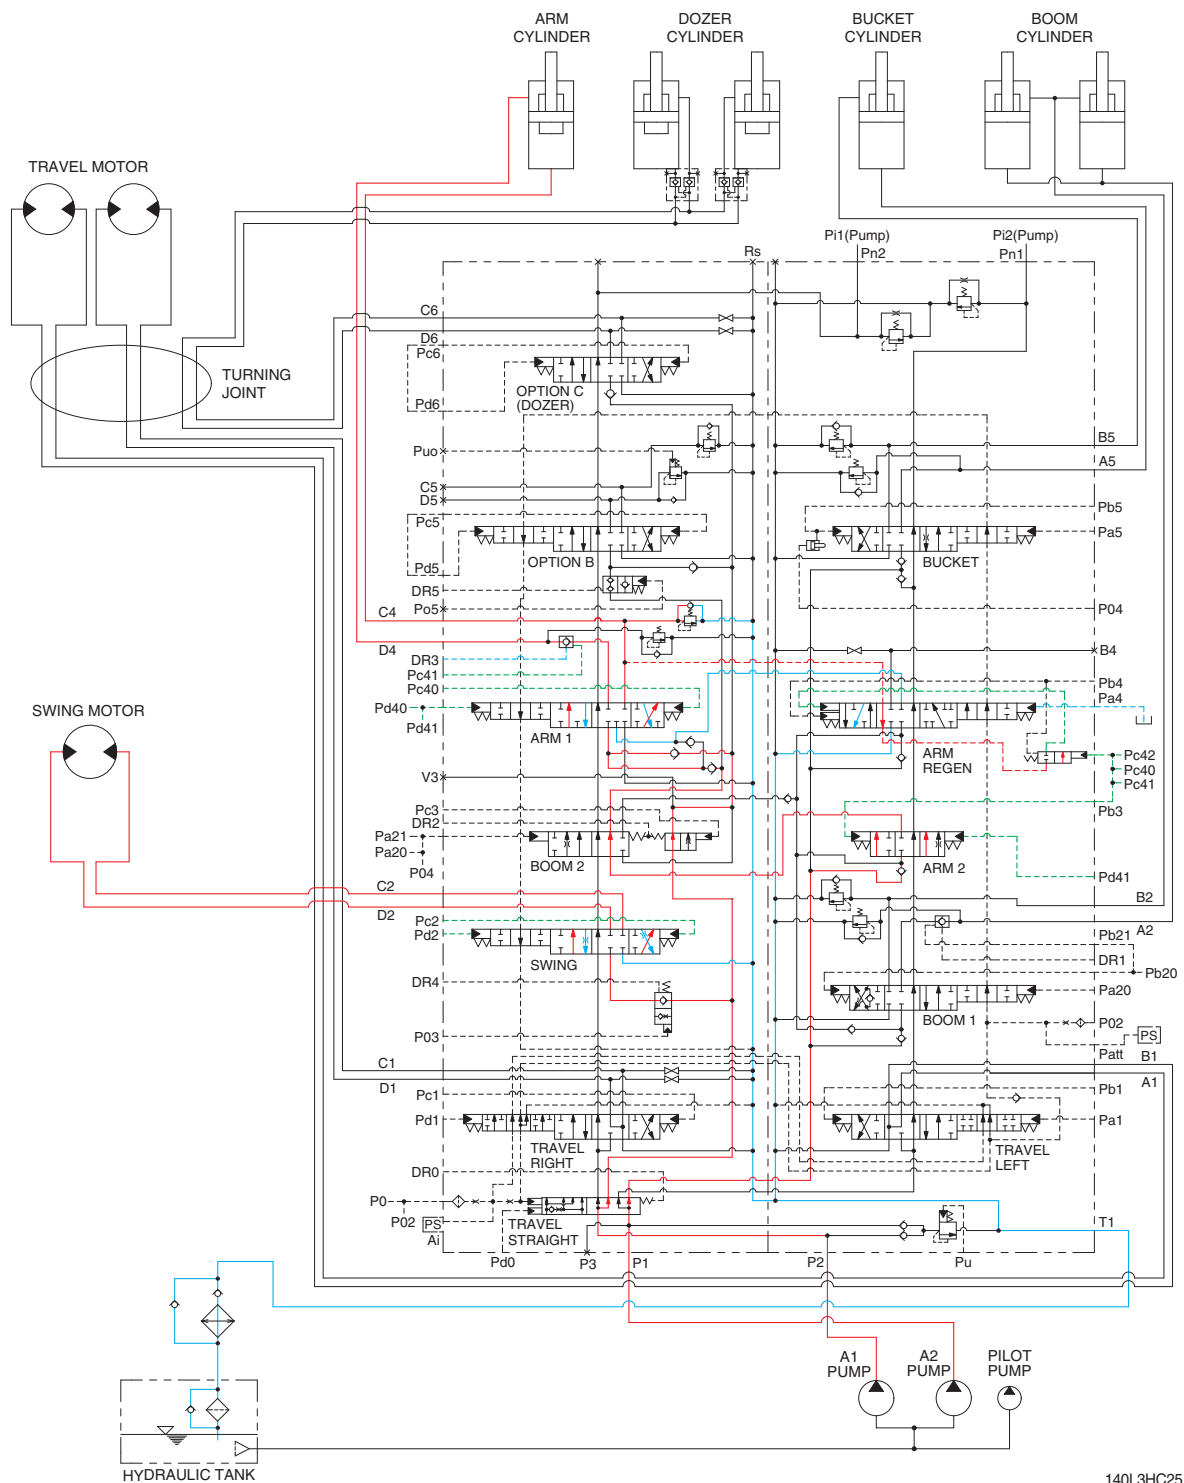 ARM
CYLINDER
DOZER
CYLINDER
BUCKET
CYLINDER
BOOM
CYLINDER
TRAVEL MOTOR
TURNING
JOINT
Rs
Pi1(Pump)
Pn2
Pi2(Pump)
Pn1
C6
D6
Pc6
Pd6
OPTION C
(DOZER)
Puo
C5
D5
Pc5
Pd5
OPTION B
DR5
Po5
B5
A5
Pb5
Pa5
BUCKET
P04
C4
D4
DR3
Pc41
Pc40
Pd40
Pd41
ARM 1
B4
Pb4
Pa4
ARM
REGEN
Pc42
Pc40
Pc41
Pb3
SWING MOTOR
V3
Pc3
DR2
Pa21
Pa20
P04
BOOM 2
ARM 2
Pd41
C2
D2
Pc2
Pd2
SWING
B2
A2
Pb21
DR1
Pb20
Pa20
BOOM 1
DR4
P03
P02
PS
Patt
B1
A1
C1
D1
Pc1
Pd1
TRAVEL
RIGHT
Pb1
Pa1
TRAVEL
LEFT
DR0
P0
P02
PS
Ai
TRAVEL
STRAIGHT
Pd0
P3
P1
P2
Pu
T1
A1
PUMP
A2
PUMP
PILOT
PUMP
HYDRAULIC TANK
140L3HC25